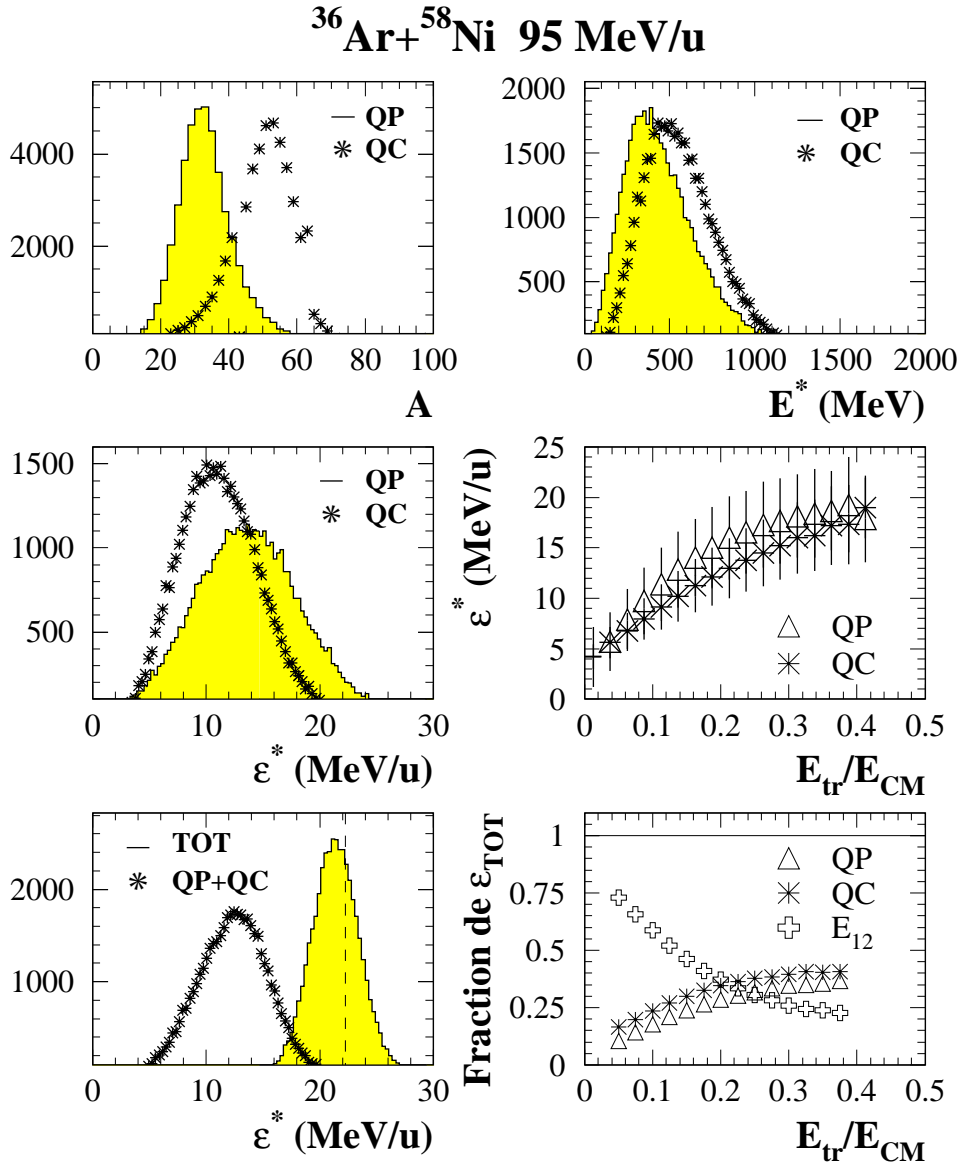 36Ar+58Ni 95 MeV/u
QP
QC
4000
2000
0 20 40 60 80 100
A
2000
1500
1000
500
QP
QC
0 500 1000 1500 2000
E* (MeV)
1500
1000
500
QP
QC
0 10 20 30
ε* (MeV/u)
ε* (MeV/u)
25
20
15
10
5
0
QP
QC
0 0.1 0.2 0.3 0.4 0.5
Etr/ECM
TOT
QP+QC
2000
1000
0 10 20 30
ε* (MeV/u)
Fraction de εTOT
1
0.75
0.5
0.25
0
QP
QC
E12
0 0.1 0.2 0.3 0.4 0.5
Etr/ECM